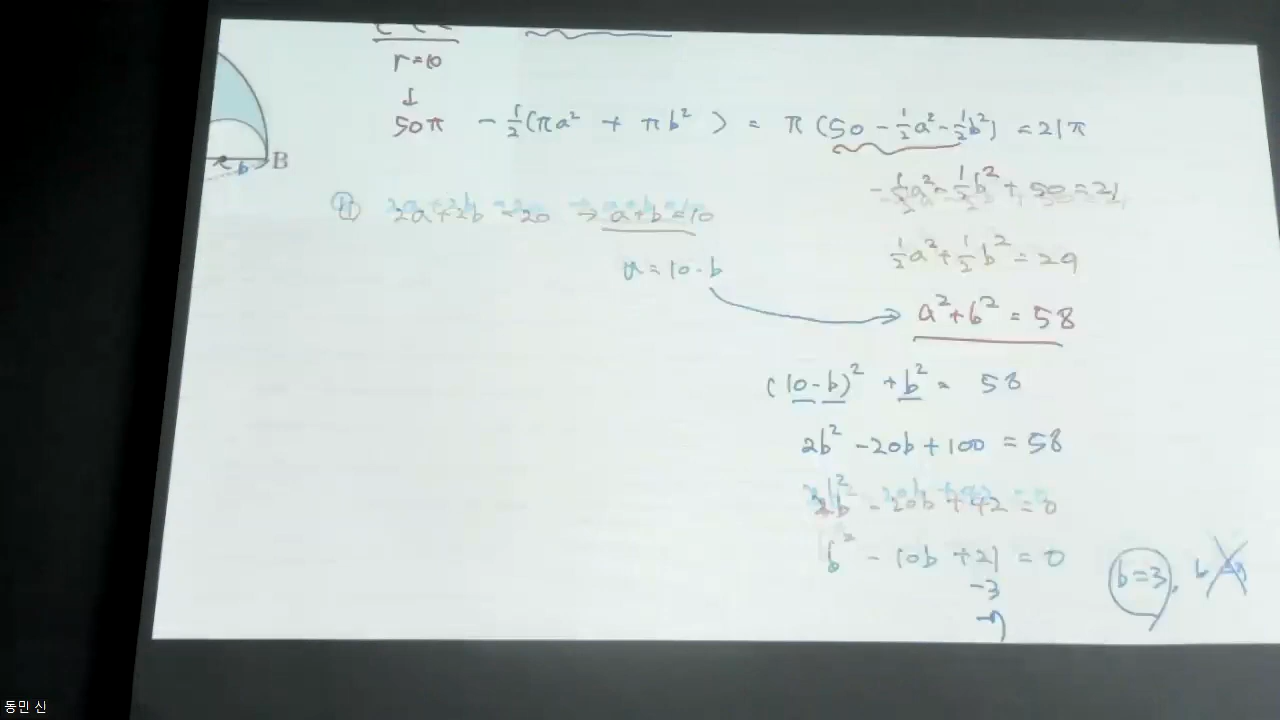 r=10
↓
50π - 1/2(πa² + πb²) = π(50 - 1/2a² - 1/2b²) = 21π
B
b
-1/2a² - 1/2b² + 50 = 21
2a+2b=20 → a+b=10
1/2a² + 1/2b² = 29
a=10-b
a²+b² = 58
(10-b)² + b² = 58
2b² - 20b + 100 = 58
2b² - 20b + 42 = 0
b² - 10b + 21 = 0
b=3, b
-3
-7
동민 신